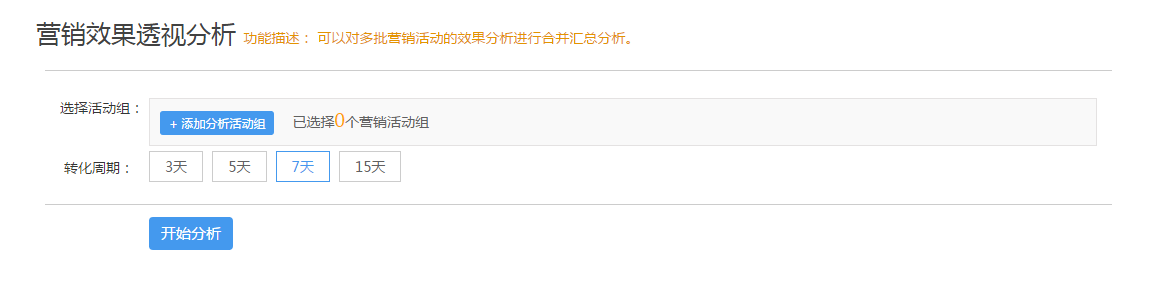 营销效果透视分析 功能描述： 可以对多批营销活动的效果分析进行合并汇总分析。
选择活动组： + 添加分析活动组 已选择0个营销活动组
转化周期： 3天 5天 7天 15天
开始分析